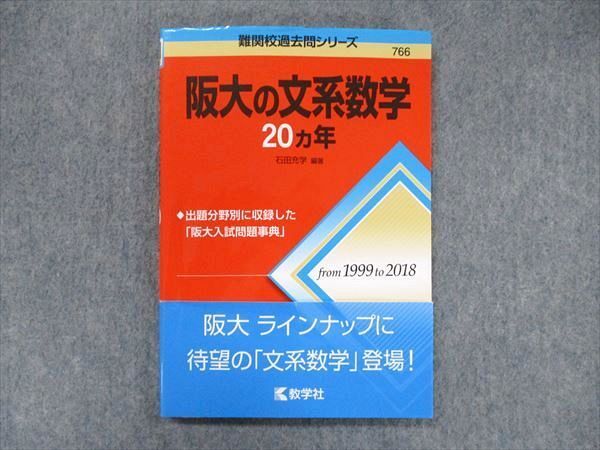 難関校過去問シリーズ
766
阪大の文系数学
20ヵ年
石田充学 編著
◆出題分野別に収録した
「阪大入試問題事典」
from 1999 to 2018
阪大 ラインナップに
待望の「文系数学」登場！
教学社